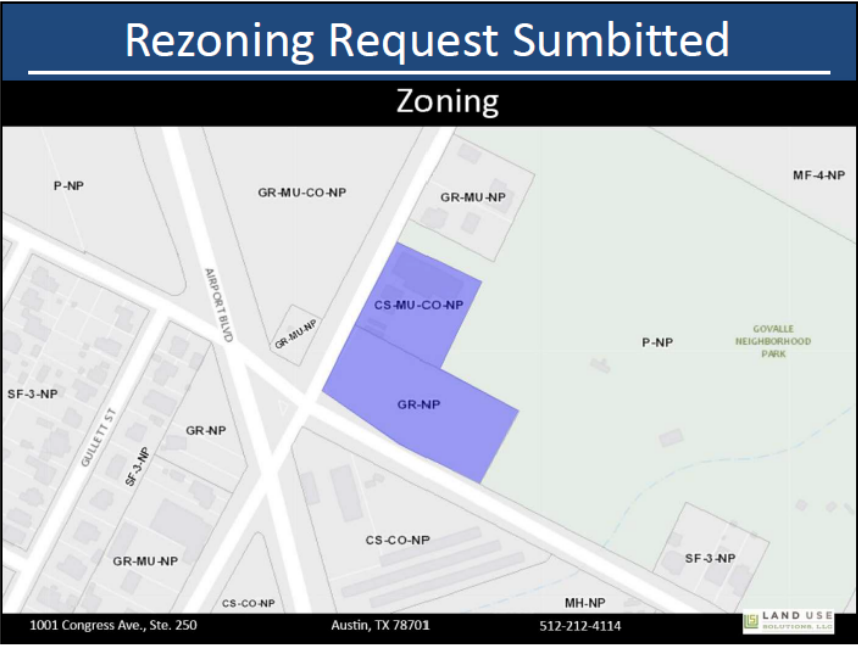 Rezoning Request Sumbitted
Zoning
P-NP
GR-MU-CO-NP
GR-MU-NP
MF-4-NP
AIRPORT BLVD
CS-MU-CO-NP
GR-MU-NP
P-NP
GOVALLE
NEIGHBORHOOD
PARK
SF-3-NP
GULLETT ST
SF-3-NP
GR-NP
GR-NP
CS-CO-NP
GR-MU-NP
SF-3-NP
CS-CO-NP
MH-NP
1001 Congress Ave., Ste. 250
Austin, TX 78701
512-212-4114
LAND USE
SOLUTIONS, LLC